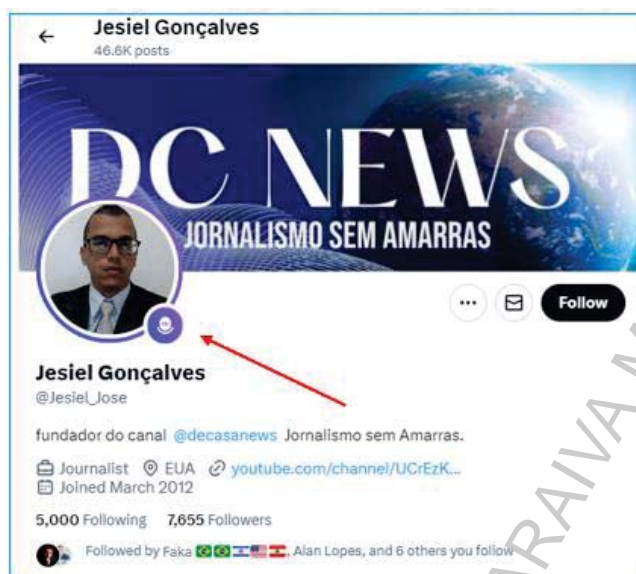 Jesiel Gonçalves
46.6K posts
DC NEWS
JORNALISMO SEM AMARRAS
Follow
Jesiel Gonçalves
@Jesiel_Jose
fundador do canal @decasanews Jornalismo sem Amarras.
Journalist EUA youtube.com/channel/UCrEzK...
Joined March 2012
5,000 Following 7,655 Followers
Followed by Faka 🇧🇷🇧🇷🇮🇱🇺🇸🇱🇧, Alan Lopes, and 6 others you follow